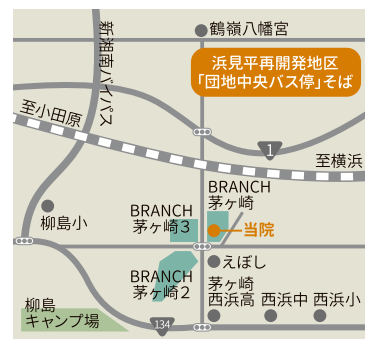 鶴嶺八幡宮
新湘南バイパス
浜見平再開発地区
「団地中央バス停」そば
至小田原
1
至横浜
BRANCH
茅ヶ崎
柳島小
BRANCH
茅ヶ崎3
当院
えぼし
BRANCH
茅ヶ崎2
茅ヶ崎
西浜高 西浜中 西浜小
柳島
キャンプ場
134